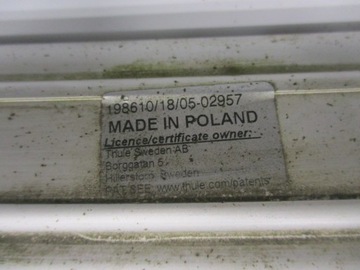 198610/18/05-02957
MADE IN POLAND
Licence/certificate owner:
Thule Sweden AB
Borggatan 5
Hillerstorp Sweden
PAT SEE www.thule.com/patents